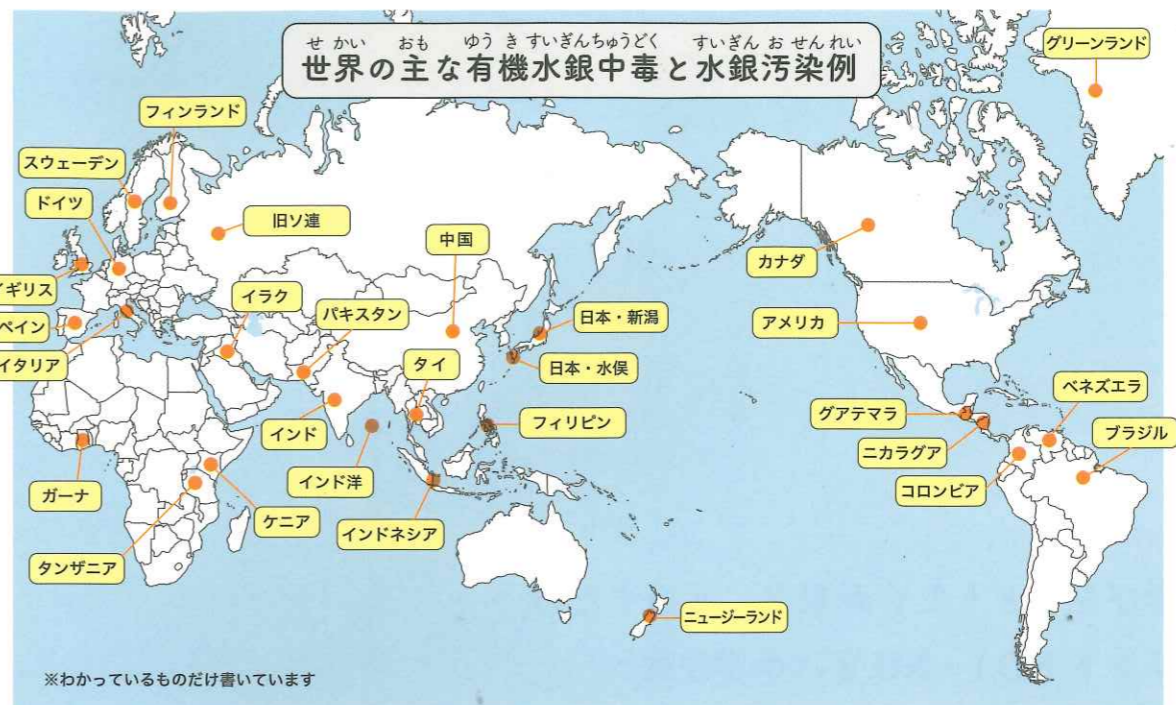 せ かい おも ゆう き すいぎんちゅうどく すいぎん お せんれい
世界の主な有機水銀中毒と水銀汚染例
グリーンランド
フィンランド
スウェーデン
ドイツ
旧ソ連
中国
カナダ
イギリス
イラク
パキスタン
日本・新潟
アメリカ
ペイン
イタリア
タイ
日本・水俣
ベネズエラ
グアテマラ
インド
フィリピン
ニカラグア
ブラジル
ガーナ
インド洋
コロンビア
ケニア
インドネシア
タンザニア
ニュージーランド
※わかっているものだけ書いています